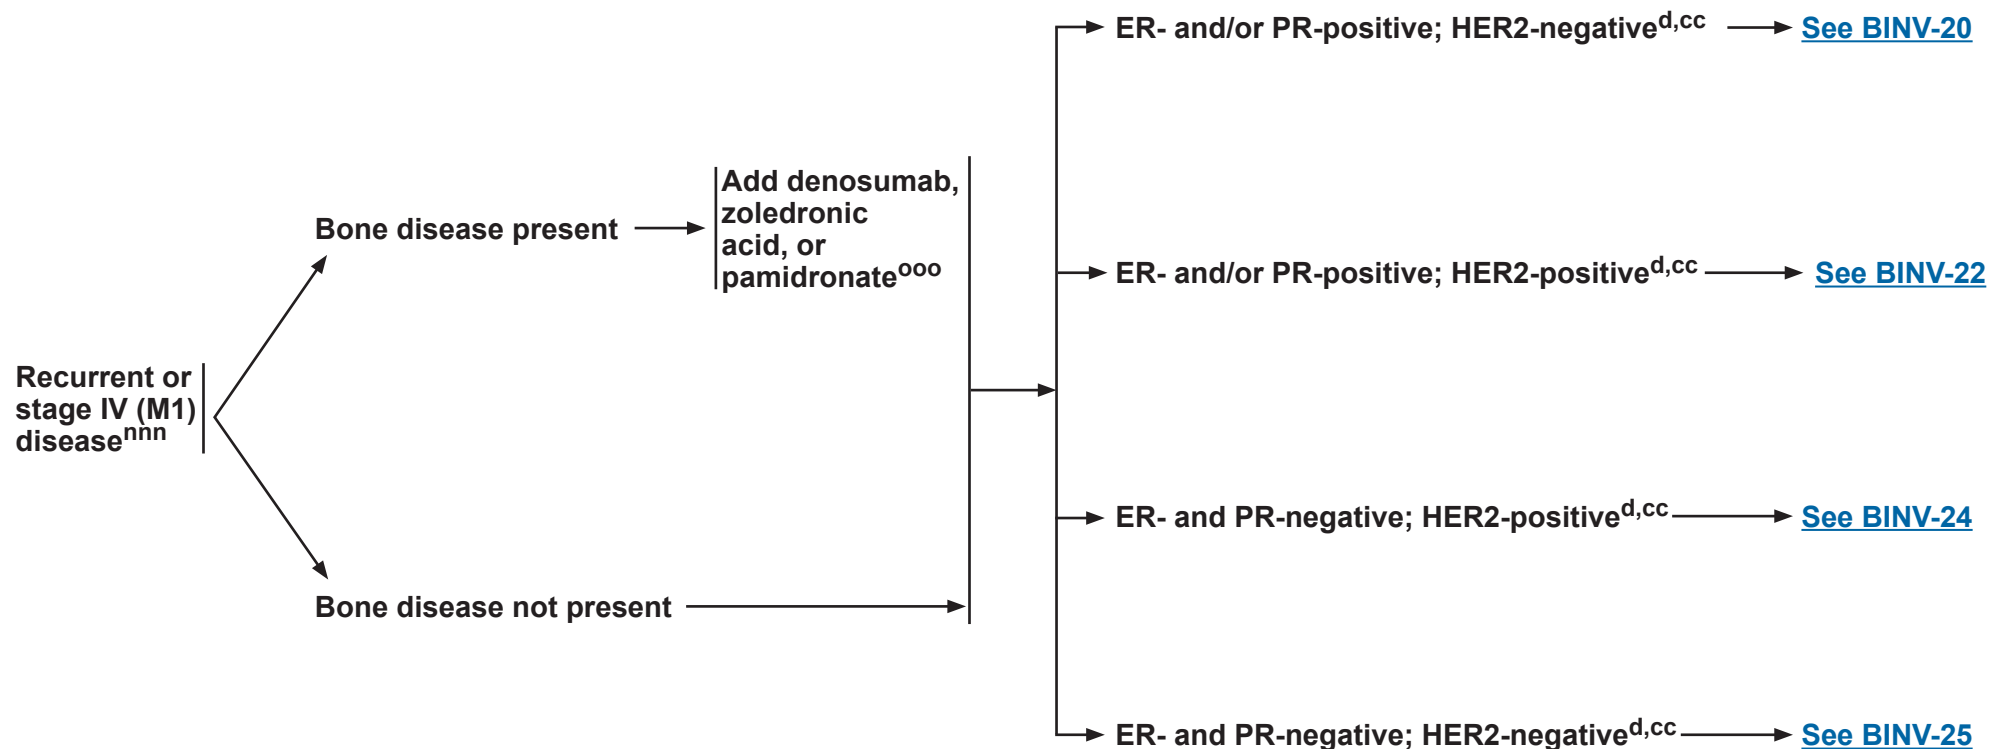 Recurrent or
stage IV (M1)
diseasennn
Bone disease present
Bone disease not present
Add denosumab,
zoledronic
acid, or
pamidronateooo
ER- and/or PR-positive; HER2-negatived,cc
See BINV-20
ER- and/or PR-positive; HER2-positived,cc
See BINV-22
ER- and PR-negative; HER2-positived,cc
See BINV-24
ER- and PR-negative; HER2-negatived,cc
See BINV-25